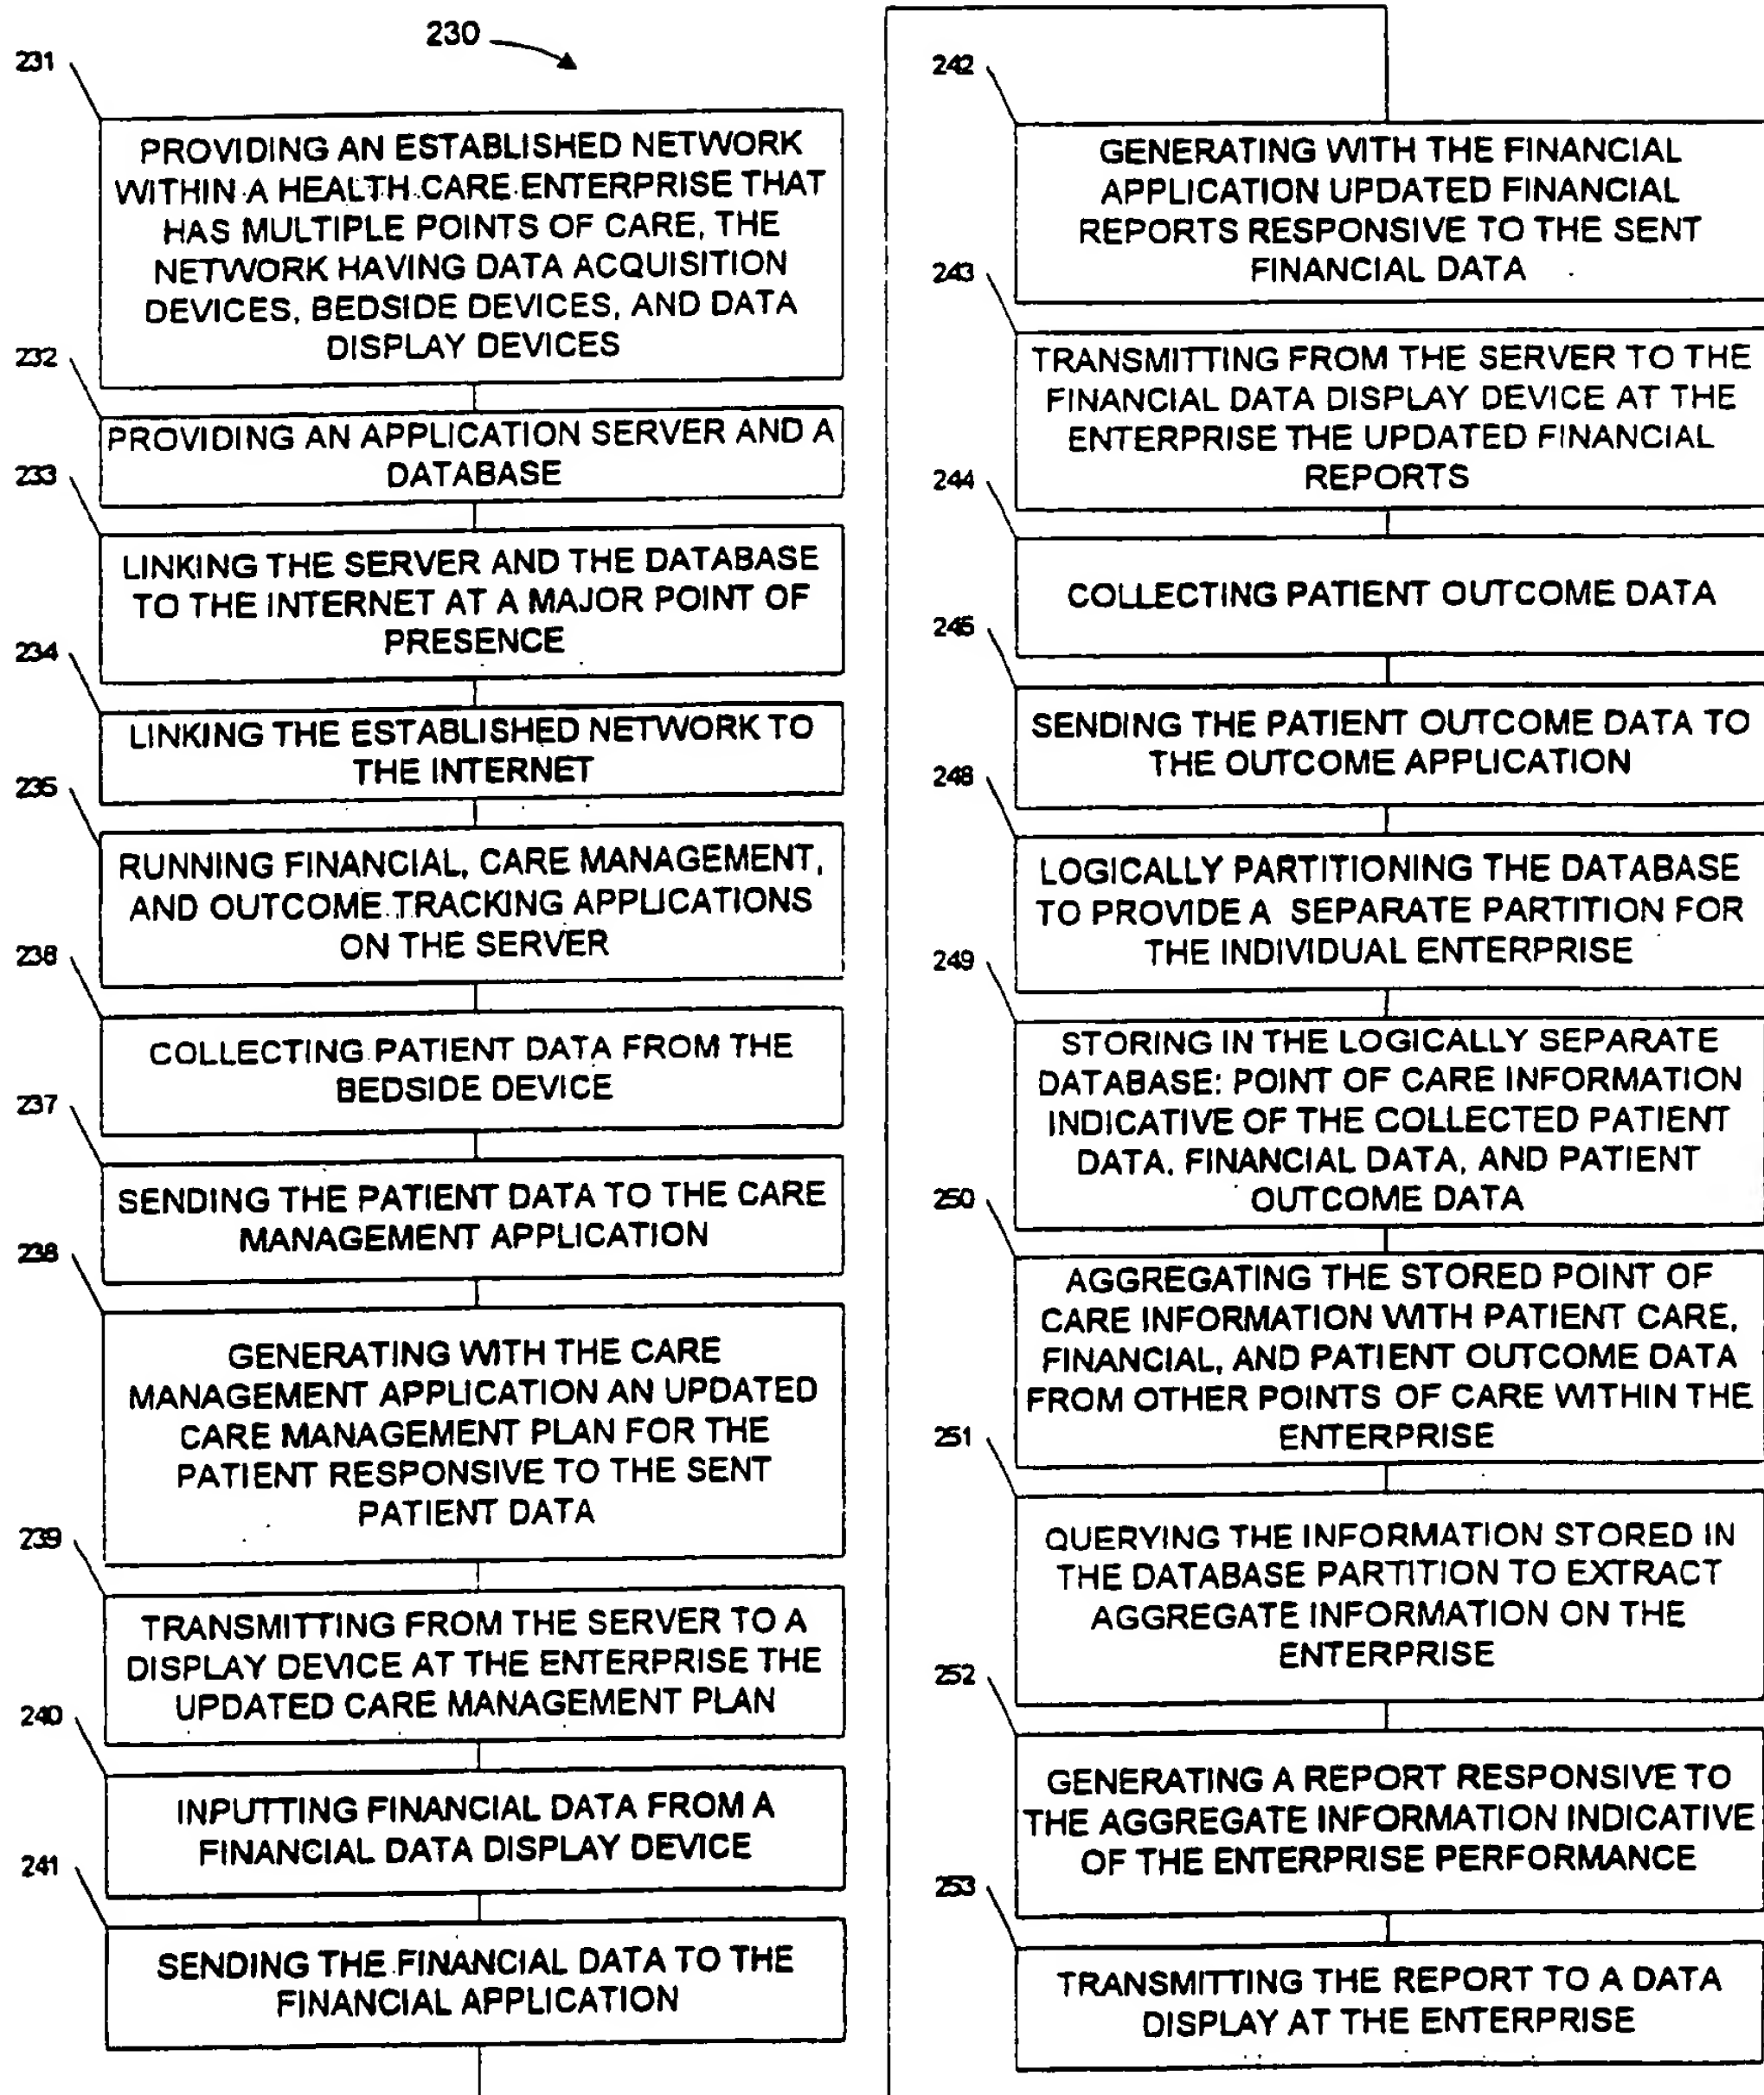 230
231
PROVIDING AN ESTABLISHED NETWORK
WITHIN A HEALTH CARE ENTERPRISE THAT
HAS MULTIPLE POINTS OF CARE, THE
NETWORK HAVING DATA ACQUISITION
DEVICES, BEDSIDE DEVICES, AND DATA
DISPLAY DEVICES
232
PROVIDING AN APPLICATION SERVER AND A
DATABASE
233
LINKING THE SERVER AND THE DATABASE
TO THE INTERNET AT A MAJOR POINT OF
PRESENCE
234
LINKING THE ESTABLISHED NETWORK TO
THE INTERNET
235
RUNNING FINANCIAL, CARE MANAGEMENT,
AND OUTCOME TRACKING APPLICATIONS
ON THE SERVER
236
COLLECTING PATIENT DATA FROM THE
BEDSIDE DEVICE
237
SENDING THE PATIENT DATA TO THE CARE
MANAGEMENT APPLICATION
238
GENERATING WITH THE CARE
MANAGEMENT APPLICATION AN UPDATED
CARE MANAGEMENT PLAN FOR THE
PATIENT RESPONSIVE TO THE SENT
PATIENT DATA
239
TRANSMITTING FROM THE SERVER TO A
DISPLAY DEVICE AT THE ENTERPRISE THE
UPDATED CARE MANAGEMENT PLAN
240
INPUTTING FINANCIAL DATA FROM A
FINANCIAL DATA DISPLAY DEVICE
241
SENDING THE FINANCIAL DATA TO THE
FINANCIAL APPLICATION
242
GENERATING WITH THE FINANCIAL
APPLICATION UPDATED FINANCIAL
REPORTS RESPONSIVE TO THE SENT
FINANCIAL DATA
243
TRANSMITTING FROM THE SERVER TO THE
FINANCIAL DATA DISPLAY DEVICE AT THE
ENTERPRISE THE UPDATED FINANCIAL
REPORTS
244
COLLECTING PATIENT OUTCOME DATA
245
SENDING THE PATIENT OUTCOME DATA TO
THE OUTCOME APPLICATION
248
LOGICALLY PARTITIONING THE DATABASE
TO PROVIDE A SEPARATE PARTITION FOR
THE INDIVIDUAL ENTERPRISE
249
STORING IN THE LOGICALLY SEPARATE
DATABASE: POINT OF CARE INFORMATION
INDICATIVE OF THE COLLECTED PATIENT
DATA, FINANCIAL DATA, AND PATIENT
OUTCOME DATA
250
AGGREGATING THE STORED POINT OF
CARE INFORMATION WITH PATIENT CARE,
FINANCIAL, AND PATIENT OUTCOME DATA
FROM OTHER POINTS OF CARE WITHIN THE
ENTERPRISE
251
QUERYING THE INFORMATION STORED IN
THE DATABASE PARTITION TO EXTRACT
AGGREGATE INFORMATION ON THE
ENTERPRISE
252
GENERATING A REPORT RESPONSIVE TO
THE AGGREGATE INFORMATION INDICATIVE
OF THE ENTERPRISE PERFORMANCE
253
TRANSMITTING THE REPORT TO A DATA
DISPLAY AT THE ENTERPRISE